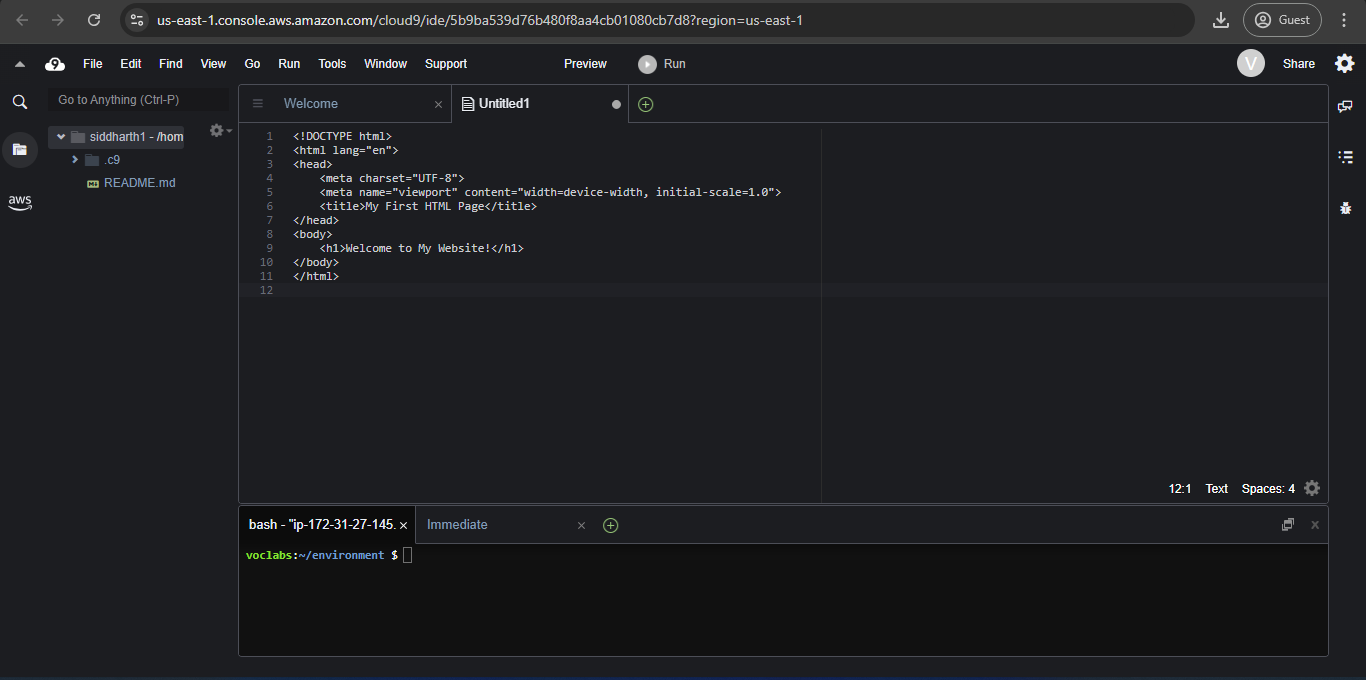 us-east-1.console.aws.amazon.com/cloud9/ide/5b9ba539d76b480f8aa4cb01080cb7d8?region=us-east-1
Guest
9 File Edit Find View Go Run Tools Window Support Preview Run V Share
Go to Anything (Ctrl-P)
Welcome
Untitled1
siddharth1 - /hom
.c9
README.md
aws
1 <!DOCTYPE html>
2 <html lang="en">
3 <head>
4     <meta charset="UTF-8">
5     <meta name="viewport" content="width=device-width, initial-scale=1.0">
6     <title>My First HTML Page</title>
7 </head>
8 <body>
9     <h1>Welcome to My Website!</h1>
10 </body>
11 </html>
12
12:1 Text Spaces: 4
bash - "ip-172-31-27-145.
Immediate
voclabs:~/environment $